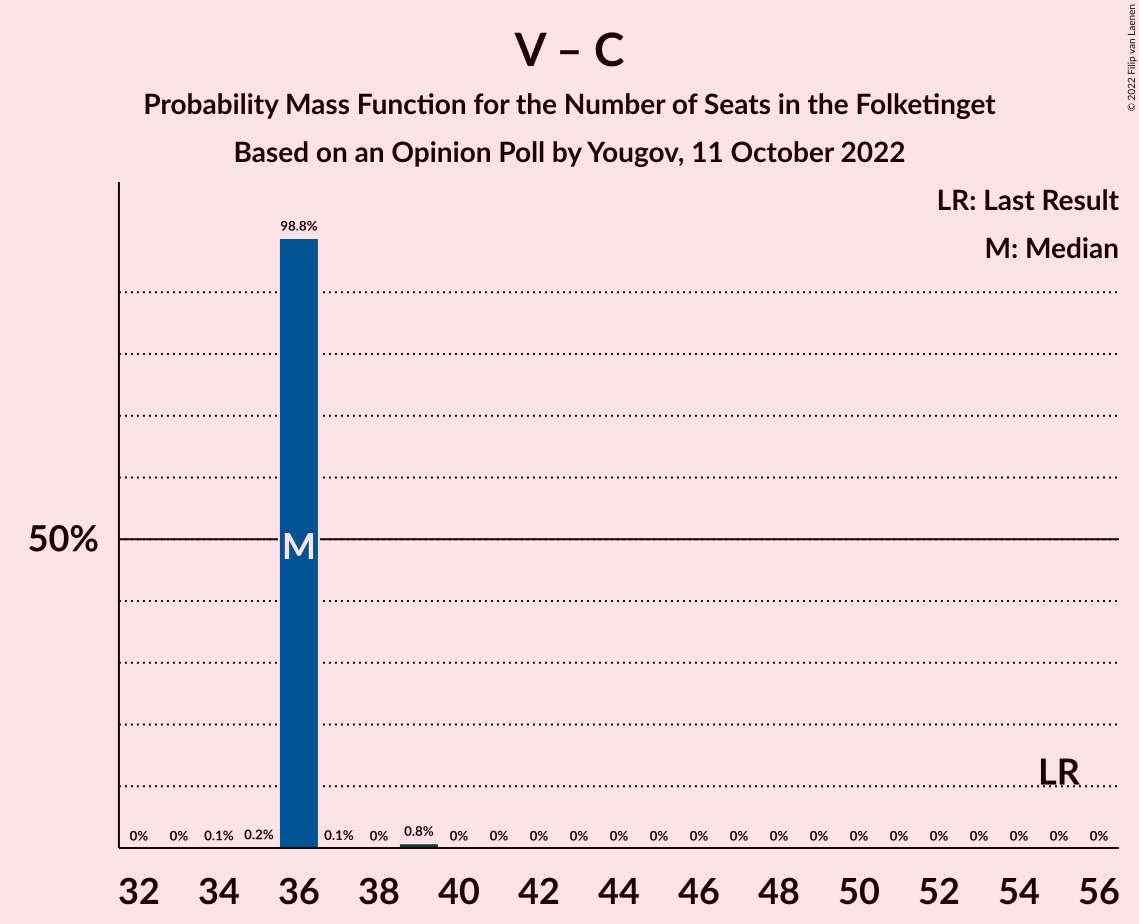 V – C
Probability Mass Function for the Number of Seats in the Folketinget
Based on an Opinion Poll by Yougov, 11 October 2022
© 2022 Filip van Laenen
LR: Last Result
M: Median
98.8%
50%
M
LR
0% 0% 0.1% 0.2% 0.1% 0% 0.8% 0% 0% 0% 0% 0% 0% 0% 0% 0% 0% 0% 0% 0% 0% 0% 0% 0%
32 34 36 38 40 42 44 46 48 50 52 54 56